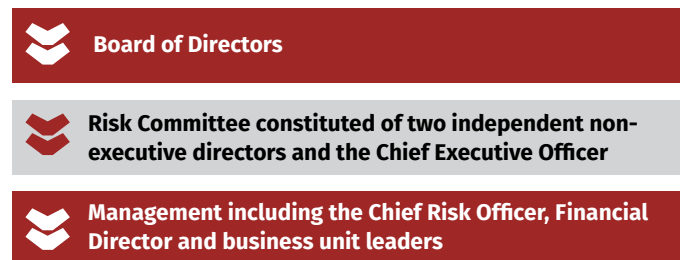 Board of Directors
Risk Committee constituted of two independent non-
executive directors and the Chief Executive Officer
Management including the Chief Risk Officer, Financial
Director and business unit leaders